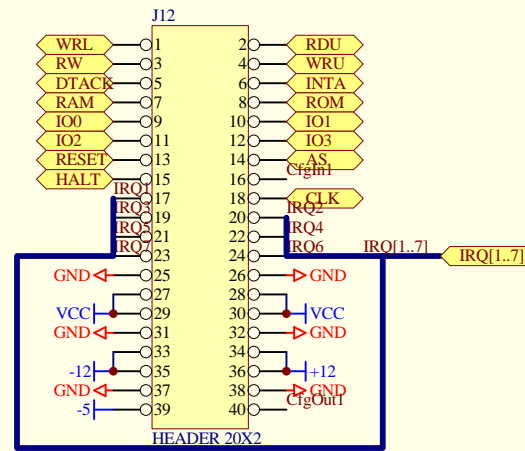 J12
WRL 1 2 RDU
RW 3 4 WRU
DTACK 5 6 INTA
RAM 7 8 ROM
IO0 9 10 IO1
IO2 11 12 IO3
RESET 13 14 AS
HALT 15 16 CfgIn1
IRQ1 17 18 CLK
IRQ3 19 20 IRQ2
IRQ5 21 22 IRQ4
IRQ7 23 24 IRQ6 IRQ[1..7] IRQ[1..7]
GND 25 26 GND
27 28
VCC 29 30 VCC
GND 31 32 GND
33 34
-12 35 36 +12
GND 37 38 GND
-5 39 40 CfgOut1
HEADER 20X2